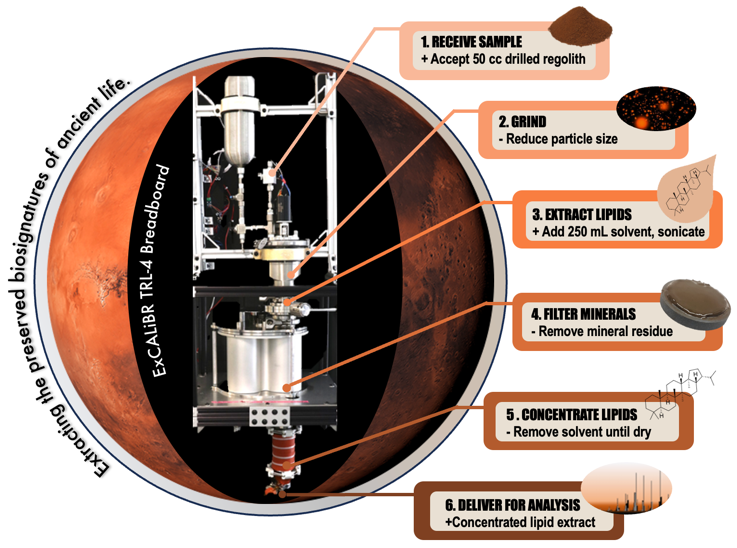 Extracting the preserved biosignatures of ancient life.
ExCALiBR TRL-4 Breadboard
1. RECEIVE SAMPLE
+ Accept 50 cc drilled regolith
2. GRIND
- Reduce particle size
3. EXTRACT LIPIDS
+ Add 250 mL solvent, sonicate
4. FILTER MINERALS
- Remove mineral residue
5 . CONCENTRATE LIPIDS
- Remove solvent until dry
6. DELIVER FOR ANALYSIS
+Concentrated lipid extract